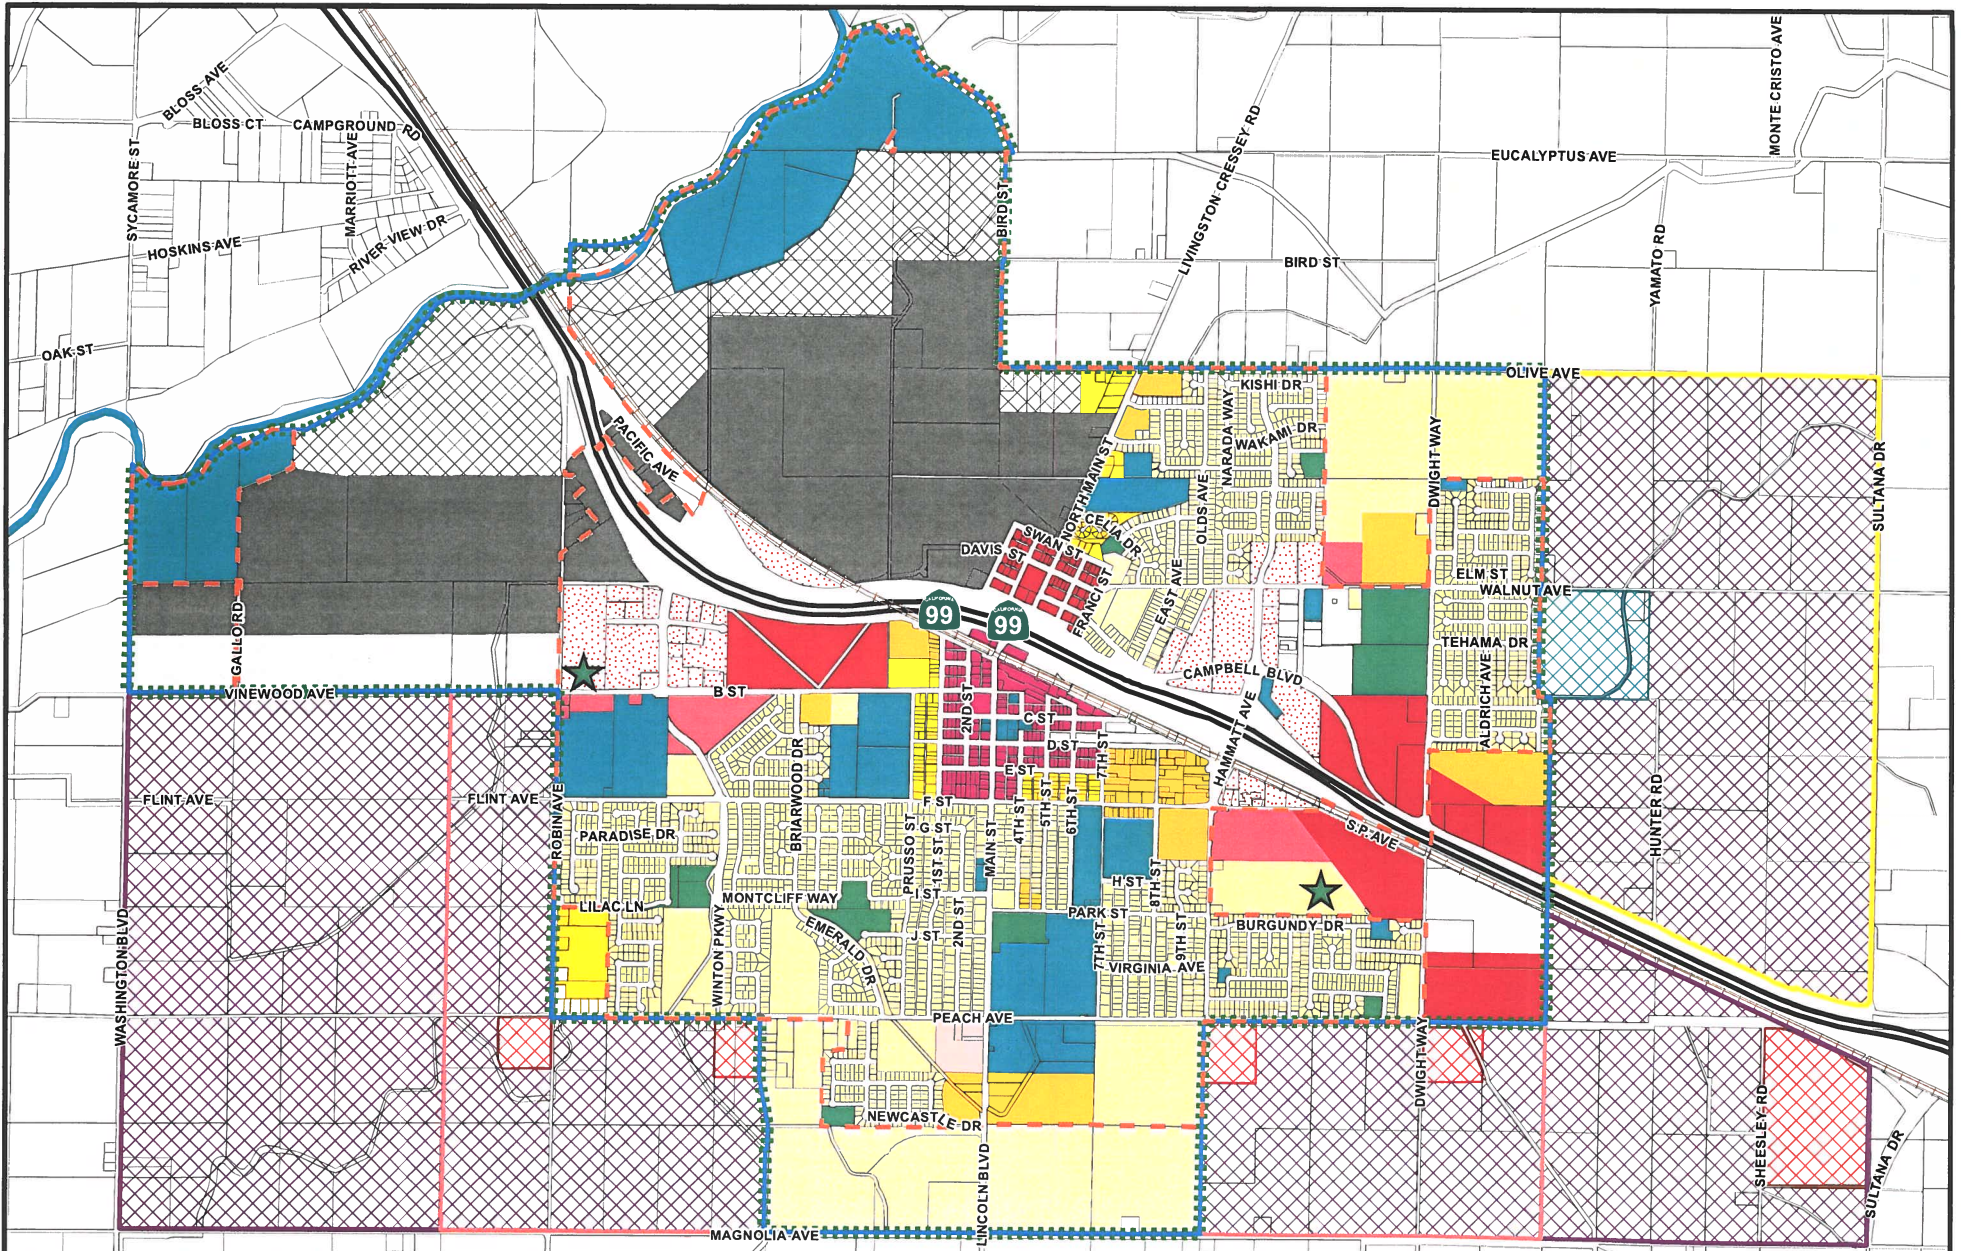 BLOSS AVE
BLOSS CT
CAMPGROUND RD
MARRIOTT AVE
SYCAMORE ST
HOSKINS AVE
RIVER VIEW DR
OAK ST
MONTE CRISTO AVE
EUCALYPTUS AVE
LIVINGSTON CRESSEY RD
BIRD ST
BIRD ST
YAMATO RD
OLIVE AVE
KISHI DR
NARADA WAY
WAKAMI DR
DWIGHT WAY
SULTANA DR
PACIFIC AVE
NORTH MAIN ST
OLDS AVE
CELIA DR
SWAN ST
DAVIS ST
FRANCI ST
EAST AVE
ELM ST
WALNUT AVE
CALIFORNIA
99
CALIFORNIA
99
TEHAMA DR
GALLO RD
ALDRICH AVE
CAMPBELL BLVD
VINEWOOD AVE
B ST
2ND ST
C ST
D ST
7TH ST
HAMMATT AVE
BRIARWOOD DR
E ST
FLINT AVE
FLINT AVE
F ST
4TH ST
5TH ST
6TH ST
HUNTER RD
ROBIN AVE
PARADISE DR
G ST
PRUSSO ST
1ST ST
MAIN ST
S.P. AVE
H ST
8TH ST
I ST
MONTCLIFF WAY
LILAC LN
PARK ST
BURGUNDY DR
WASHINGTON BLVD
WINTON PKWY
EMERALD DR
J ST
2ND ST
7TH ST
9TH ST
VIRGINIA AVE
PEACH AVE
DWIGHT WAY
NEWCASTLE DR
SHEESLEY RD
SULTANA DR
LINCOLN BLVD
MAGNOLIA AVE